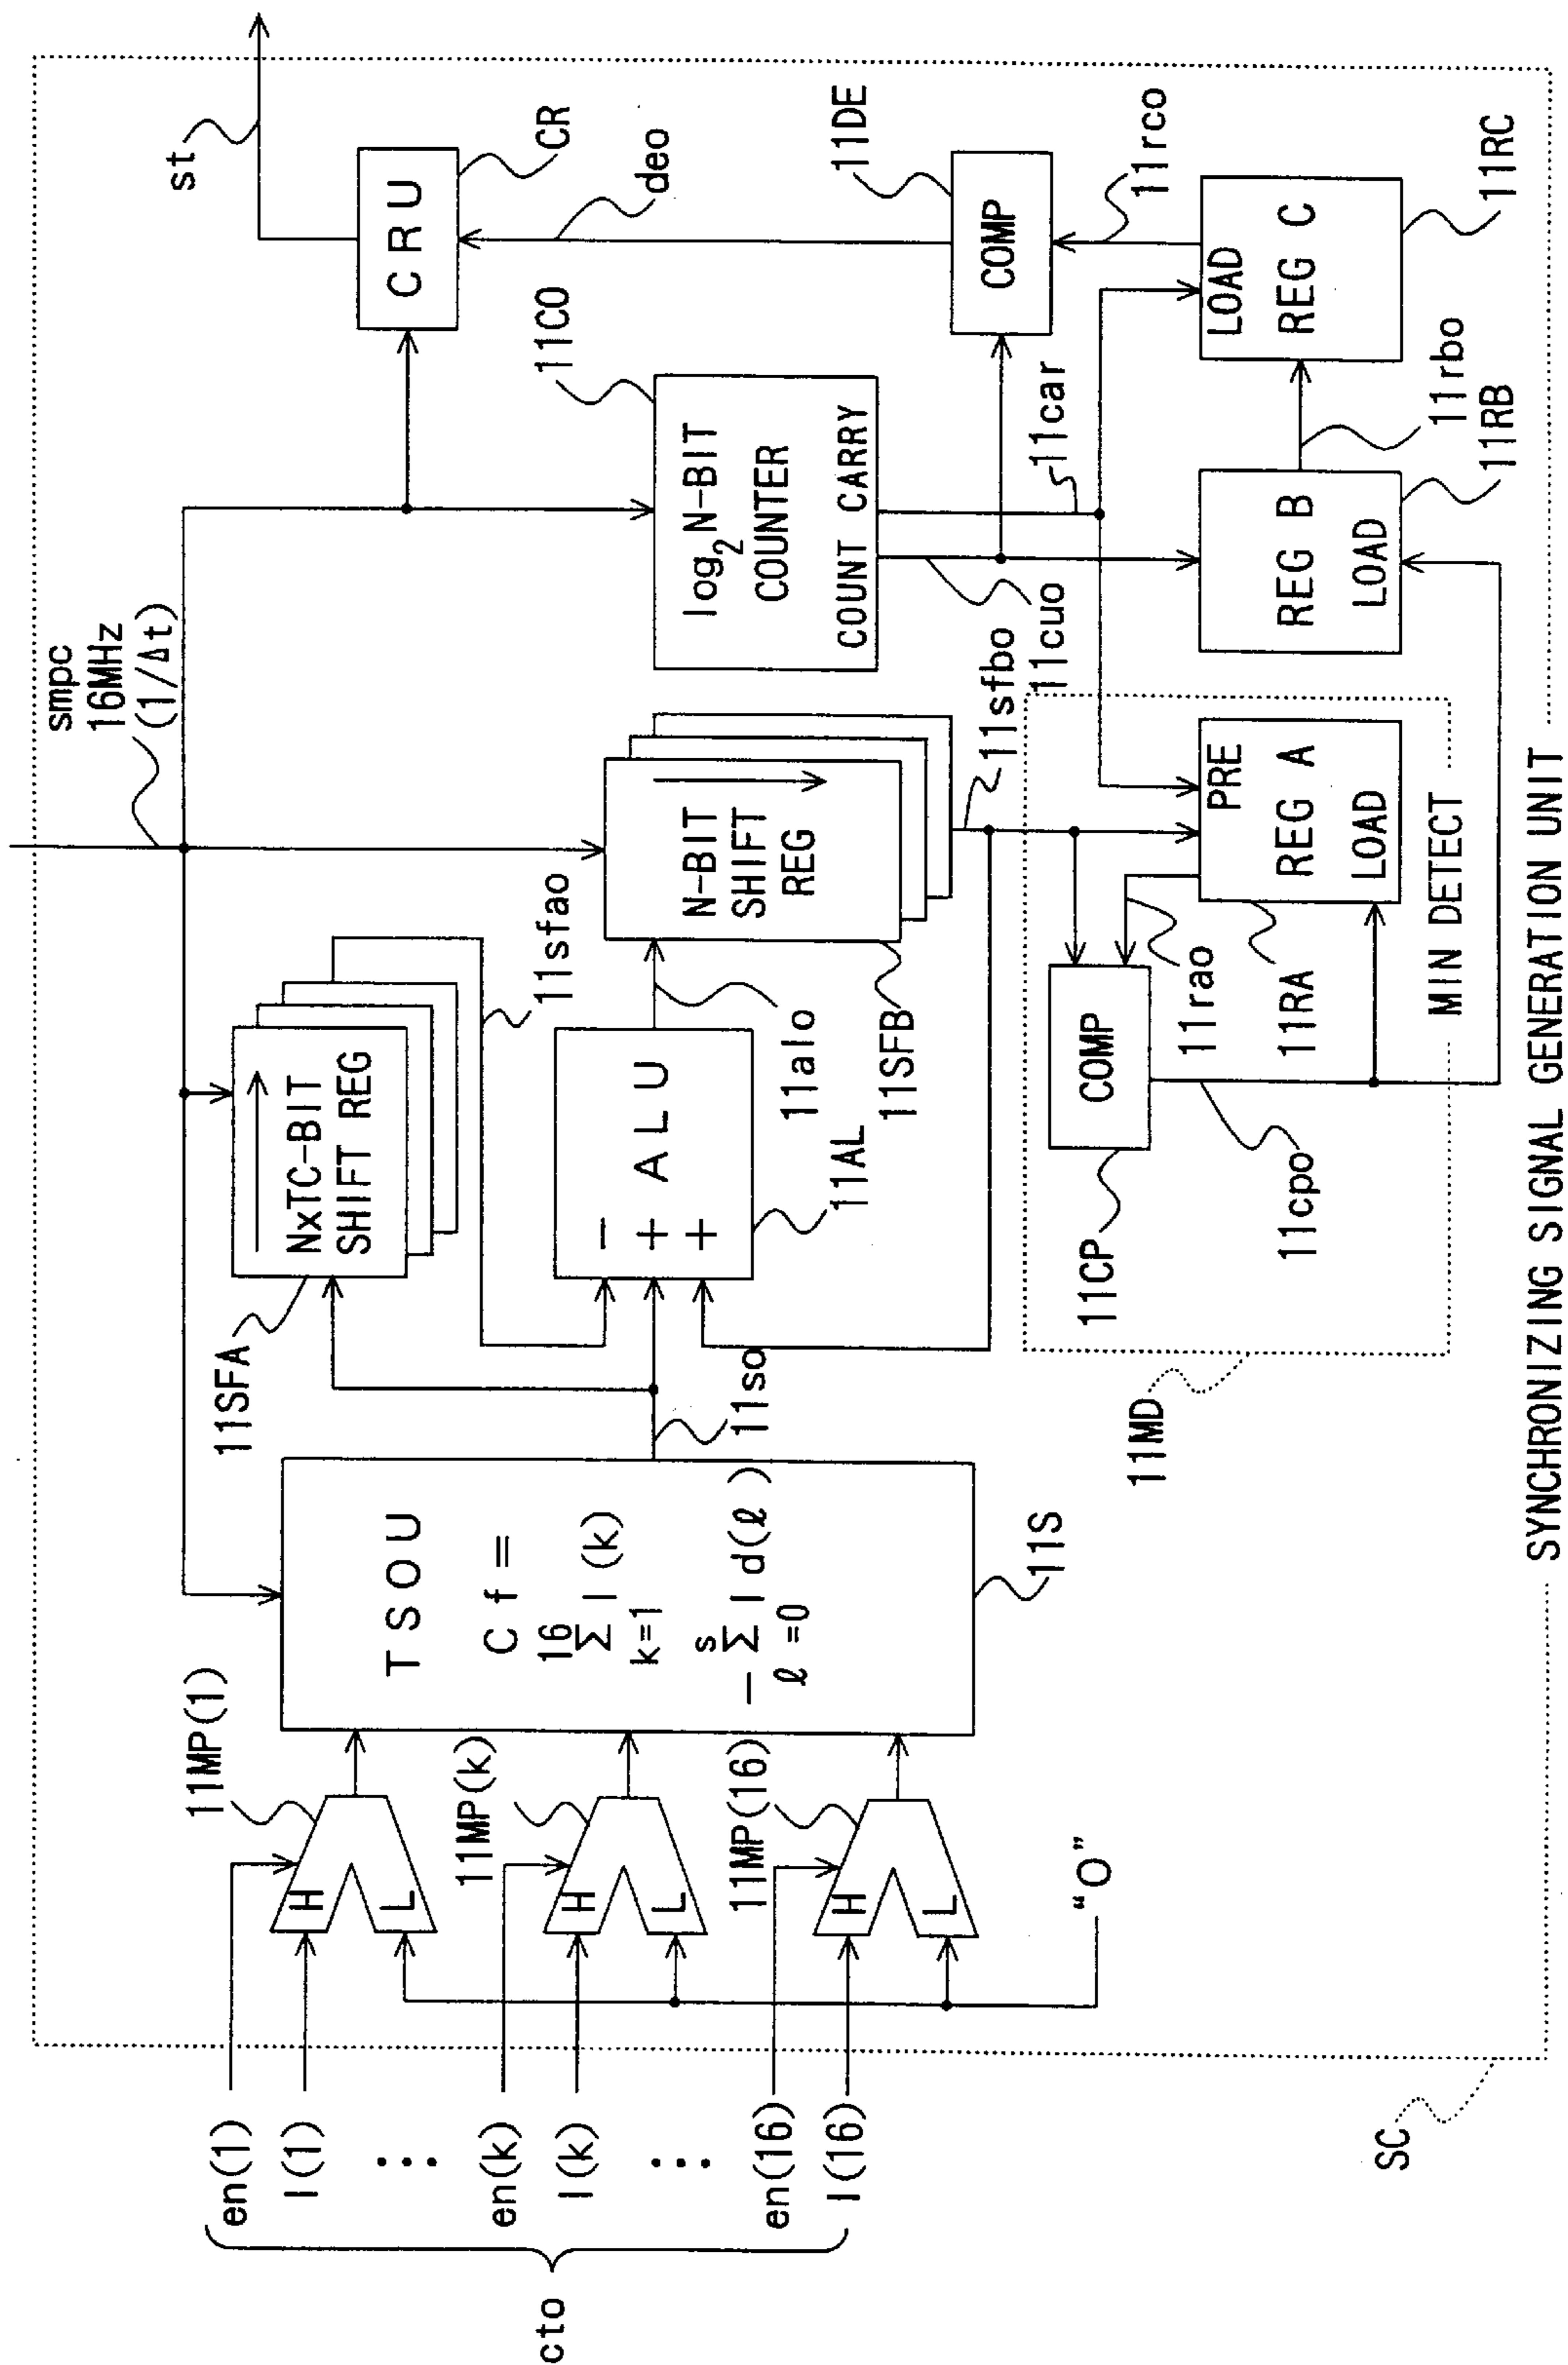 smpc
16MHz
(1/Δt)
st
CRU
CR
deo
11CO
log2N-BIT
COUNTER
COUNT CARRY
11DE
COMP
11rco
LOAD
REG C
11RC
11car
11rbo
11RB
REG B
LOAD
11cuo
11sfbo
NxTC-BIT
SHIFT REG
11SFA
11sfao
N-BIT
SHIFT
REG
11SFB
ALU
−
+
+
11alo
11AL
PRE
REG A
LOAD
MIN DETECT
11rao
11RA
COMP
11CP
11cpo
11MD
TSOU
Cf=
16
Σ I(k)
k=1
s
−Σ Id(ℓ)
ℓ=0
11so
11S
11MP(1)
H
L
11MP(k)
H
L
11MP(16)
H
L
“0”
en(1)
I(1)
⋮
en(k)
I(k)
⋮
en(16)
I(16)
cto
SC
SYNCHRONIZING SIGNAL GENERATION UNIT